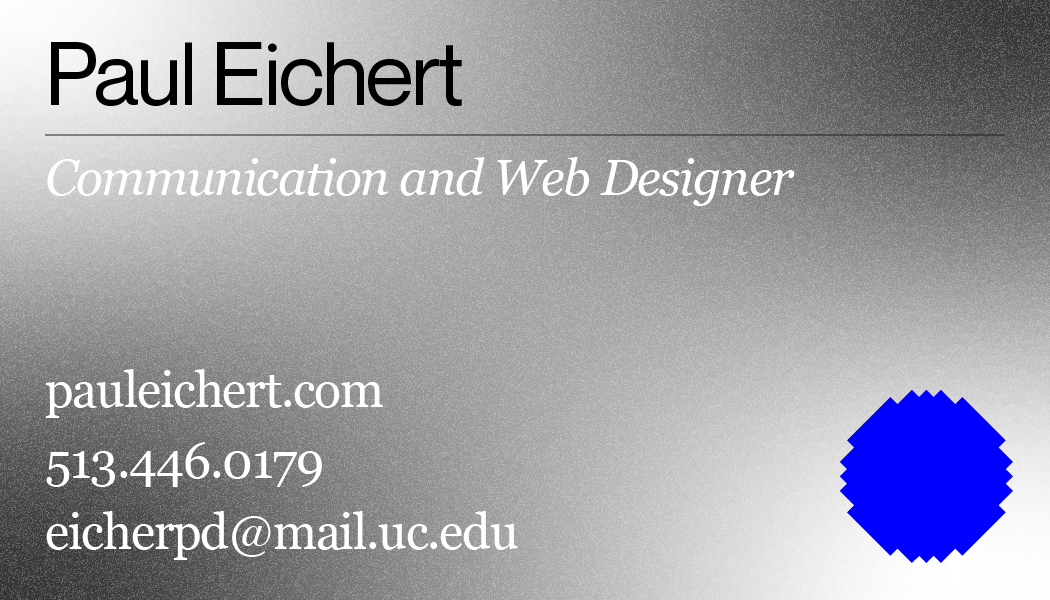 Paul Eichert
Communication and Web Designer
pauleichert.com
513.446.0179
eicherpd@mail.uc.edu